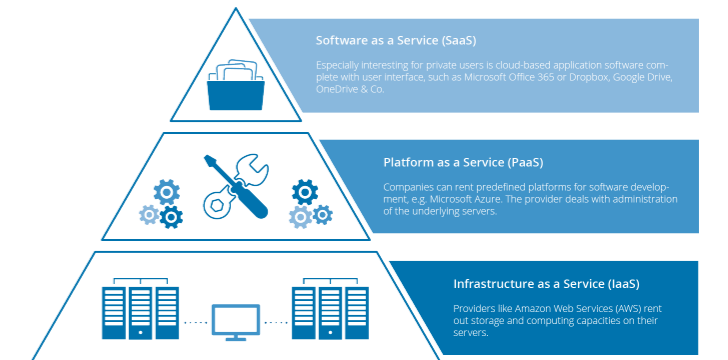 Software as a Service (SaaS)
Especially interesting for private users is cloud-based application software com-
plete with user interface, such as Microsoft Office 365 or Dropbox, Google Drive,
OneDrive & Co.
Platform as a Service (PaaS)
Companies can rent predefined platforms for software develop-
ment, e.g. Microsoft Azure. The provider deals with administration
of the underlying servers.
Infrastructure as a Service (IaaS)
Providers like Amazon Web Services (AWS) rent
out storage and computing capacities on their
servers.